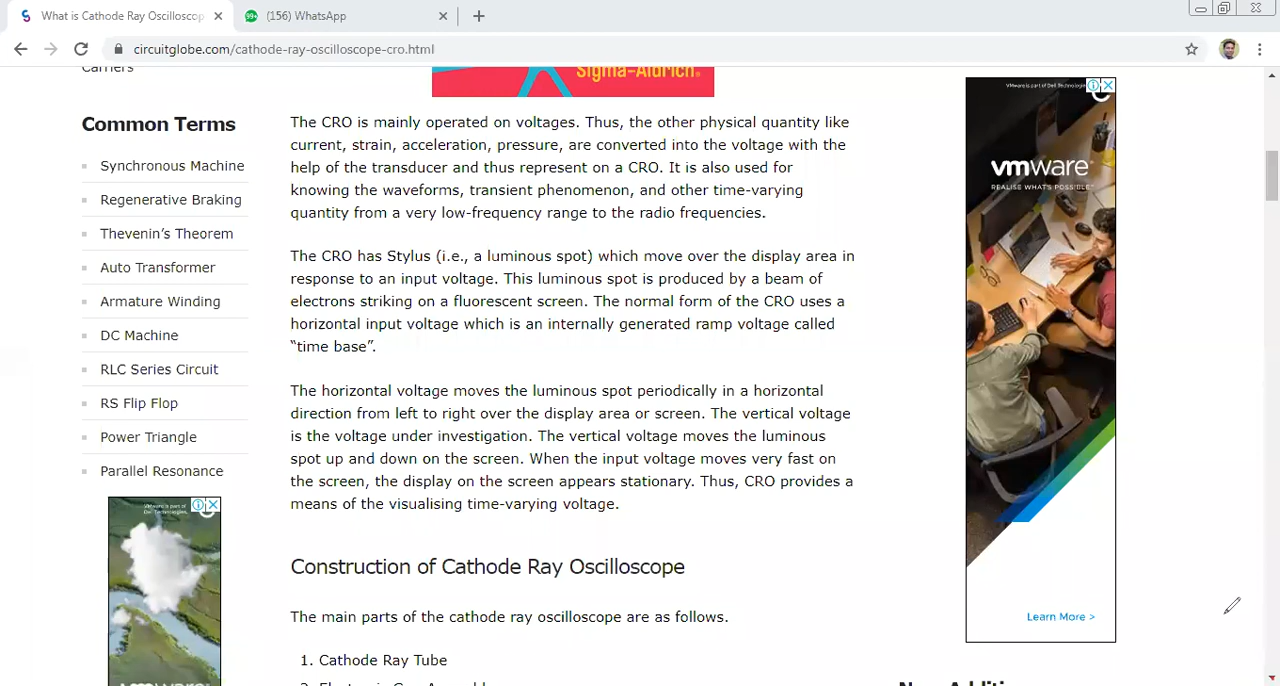 What is Cathode Ray Oscilloscop
99+
(156) WhatsApp
circuitglobe.com/cathode-ray-oscilloscope-cro.html
Carriers
Sigma-Aldrich®
Common Terms
Synchronous Machine
Regenerative Braking
Thevenin's Theorem
Auto Transformer
Armature Winding
DC Machine
RLC Series Circuit
RS Flip Flop
Power Triangle
Parallel Resonance
The CRO is mainly operated on voltages. Thus, the other physical quantity like
current, strain, acceleration, pressure, are converted into the voltage with the
help of the transducer and thus represent on a CRO. It is also used for
knowing the waveforms, transient phenomenon, and other time-varying
quantity from a very low-frequency range to the radio frequencies.
The CRO has Stylus (i.e., a luminous spot) which move over the display area in
response to an input voltage. This luminous spot is produced by a beam of
electrons striking on a fluorescent screen. The normal form of the CRO uses a
horizontal input voltage which is an internally generated ramp voltage called
“time base”.
The horizontal voltage moves the luminous spot periodically in a horizontal
direction from left to right over the display area or screen. The vertical voltage
is the voltage under investigation. The vertical voltage moves the luminous
spot up and down on the screen. When the input voltage moves very fast on
the screen, the display on the screen appears stationary. Thus, CRO provides a
means of the visualising time-varying voltage.
Construction of Cathode Ray Oscilloscope
The main parts of the cathode ray oscilloscope are as follows.
1. Cathode Ray Tube
VMware is part of Dell Technologies
vmware®
REALISE WHAT'S POSSIBLE.™
Learn More >